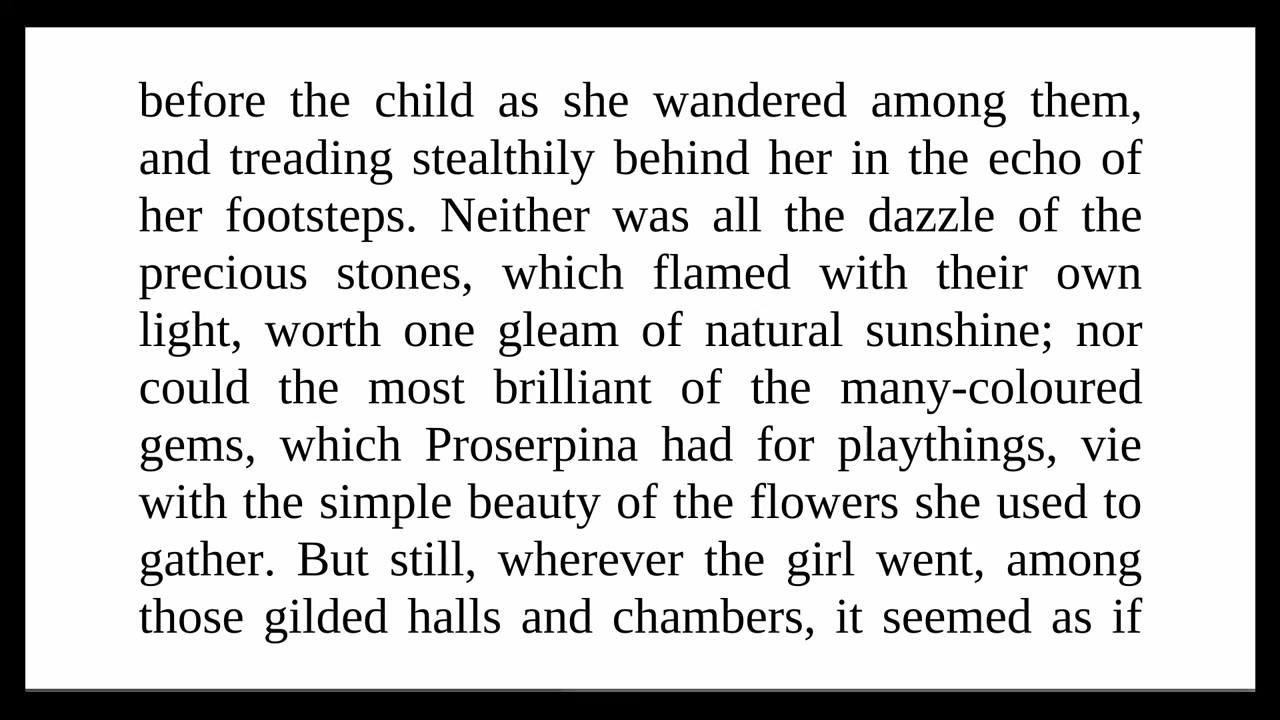 before the child as she wandered among them,
and treading stealthily behind her in the echo of
her footsteps. Neither was all the dazzle of the
precious stones, which flamed with their own
light, worth one gleam of natural sunshine; nor
could the most brilliant of the many-coloured
gems, which Proserpina had for playthings, vie
with the simple beauty of the flowers she used to
gather. But still, wherever the girl went, among
those gilded halls and chambers, it seemed as if